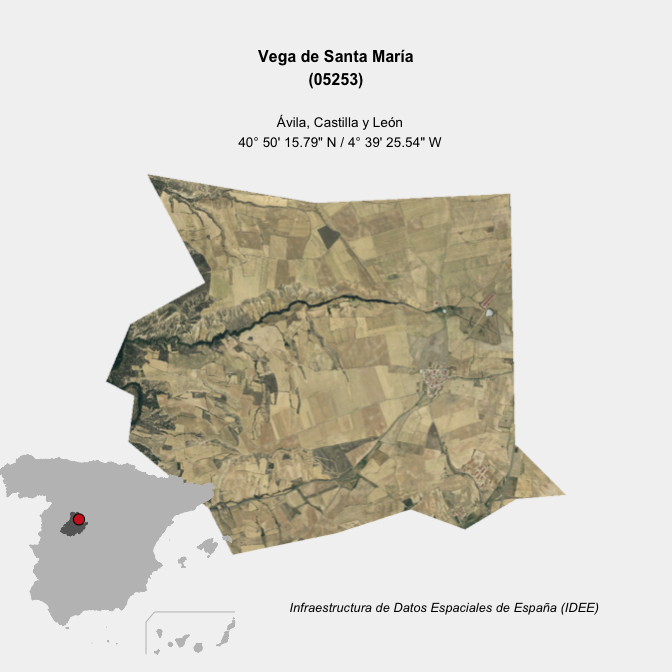 Vega de Santa María
(05253)
Ávila, Castilla y León
40° 50' 15.79" N / 4° 39' 25.54" W
Infraestructura de Datos Espaciales de España (IDEE)